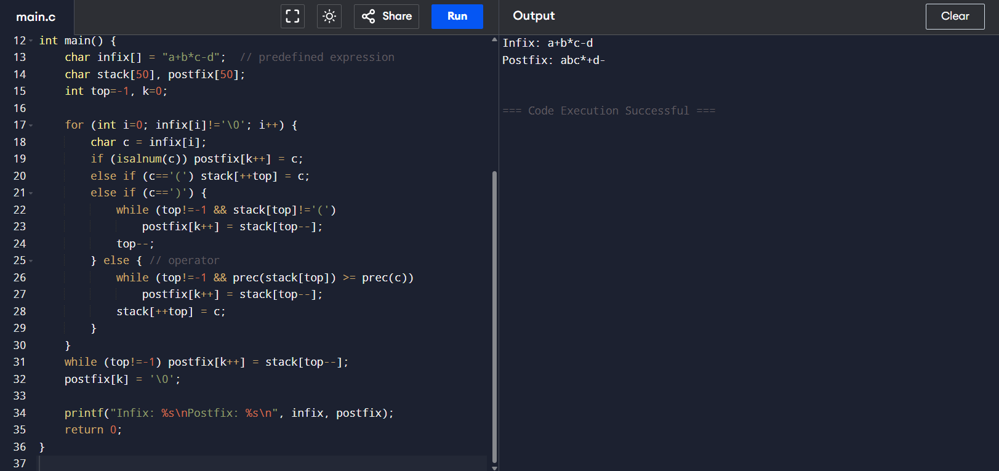 main.c
Share
Run
Output
Clear
12 int main() {
13 char infix[] = "a+b*c-d";  // predefined expression
14 char stack[50], postfix[50];
15 int top=-1, k=0;
16
17 for (int i=0; infix[i]!='\0'; i++) {
18 char c = infix[i];
19 if (isalnum(c)) postfix[k++] = c;
20 else if (c=='(') stack[++top] = c;
21 else if (c==')') {
22 while (top!=-1 && stack[top]!='(')
23 postfix[k++] = stack[top--];
24 top--;
25 } else { // operator
26 while (top!=-1 && prec(stack[top]) >= prec(c))
27 postfix[k++] = stack[top--];
28 stack[++top] = c;
29 }
30 }
31 while (top!=-1) postfix[k++] = stack[top--];
32 postfix[k] = '\0';
33
34 printf("Infix: %s\nPostfix: %s\n", infix, postfix);
35 return 0;
36 }
37
Infix: a+b*c-d
Postfix: abc*+d-
=== Code Execution Successful ===